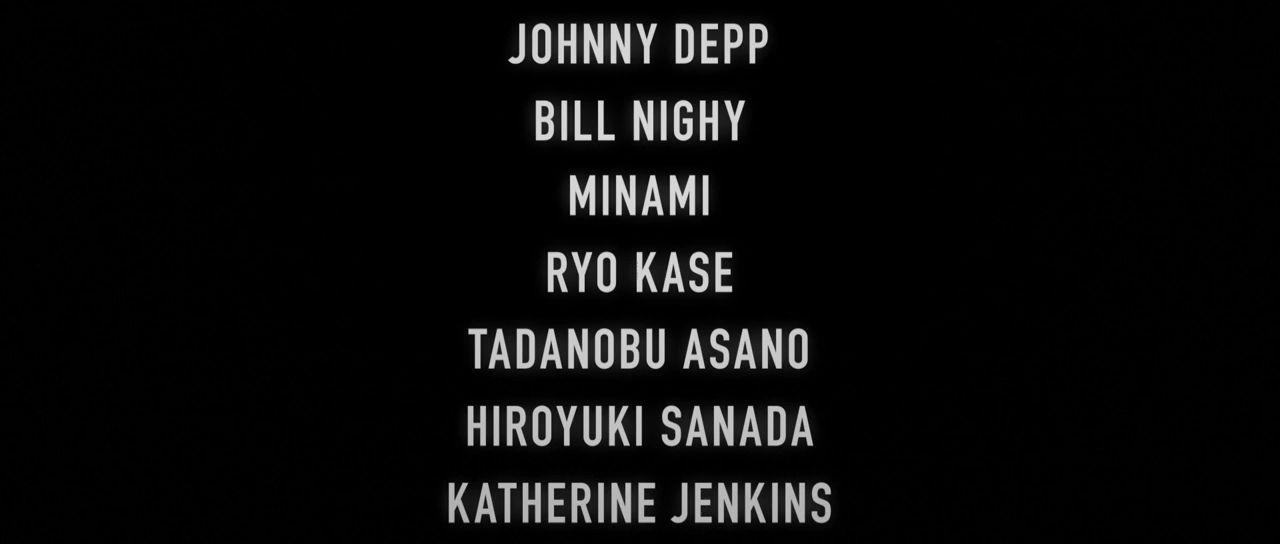 JOHNNY DEPP
BILL NIGHY
MINAMI
RYO KASE
TADANOBU ASANO
HIROYUKI SANADA
KATHERINE JENKINS